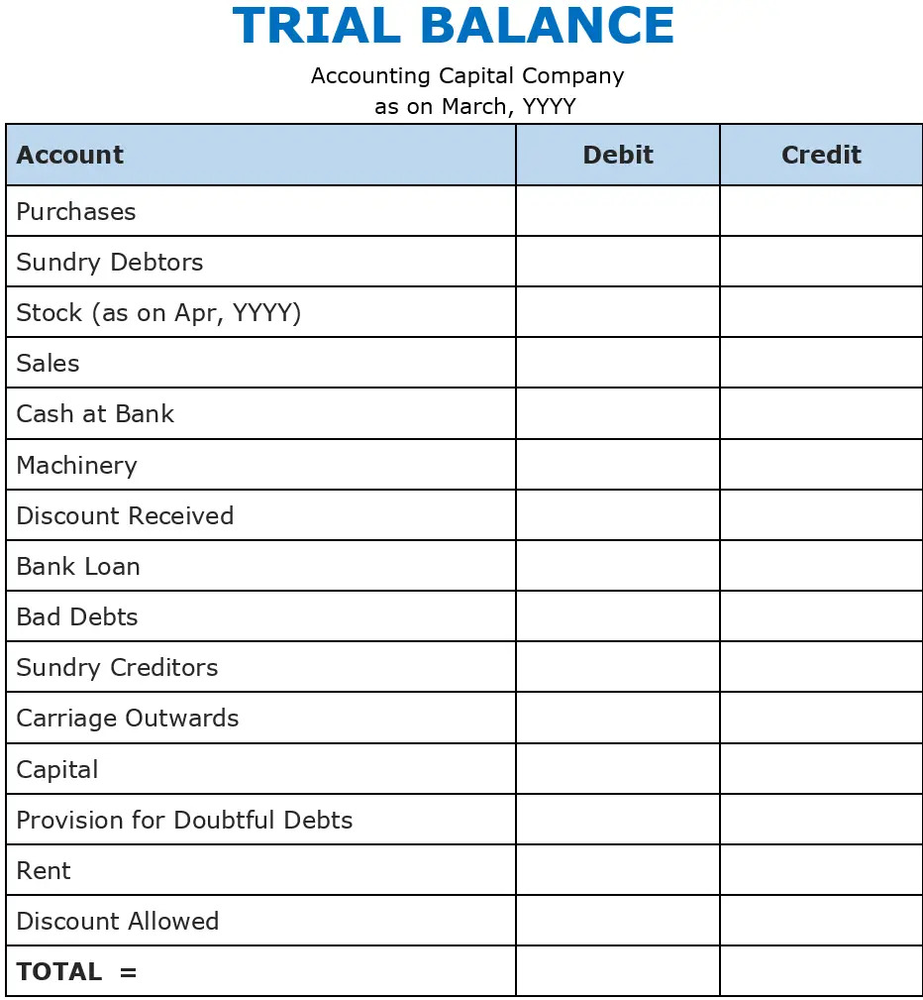 TRIAL BALANCE
Accounting Capital Company
as on March, YYYY
Account Debit Credit
Purchases
Sundry Debtors
Stock (as on Apr, YYYY)
Sales
Cash at Bank
Machinery
Discount Received
Bank Loan
Bad Debts
Sundry Creditors
Carriage Outwards
Capital
Provision for Doubtful Debts
Rent
Discount Allowed
TOTAL =